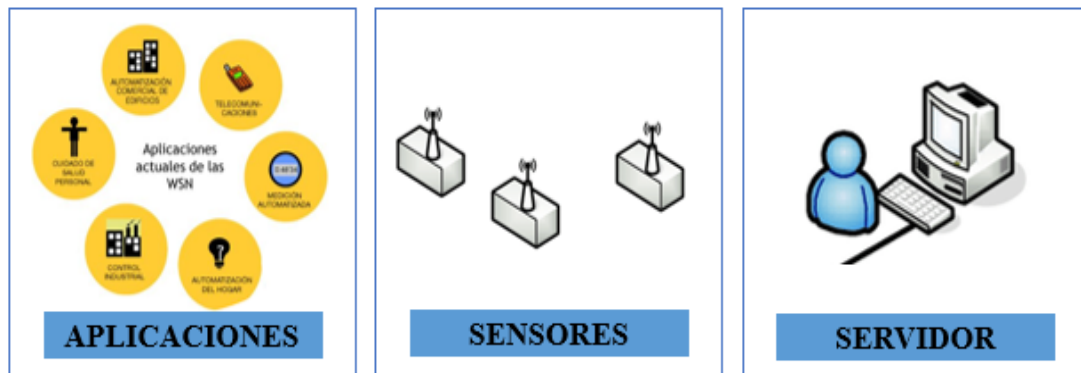 AUTOMATIZACIÓN
COMERCIAL DE
EDIFICIOS
TELECOMUNI-
CACIONES
CUIDADO DE
SALUD
PERSONAL
Aplicaciones
actuales de las
WSN
MEDICIÓN
AUTOMATIZADA
CONTROL
INDUSTRIAL
AUTOMATIZACIÓN
DEL HOGAR
APLICACIONES
SENSORES
SERVIDOR